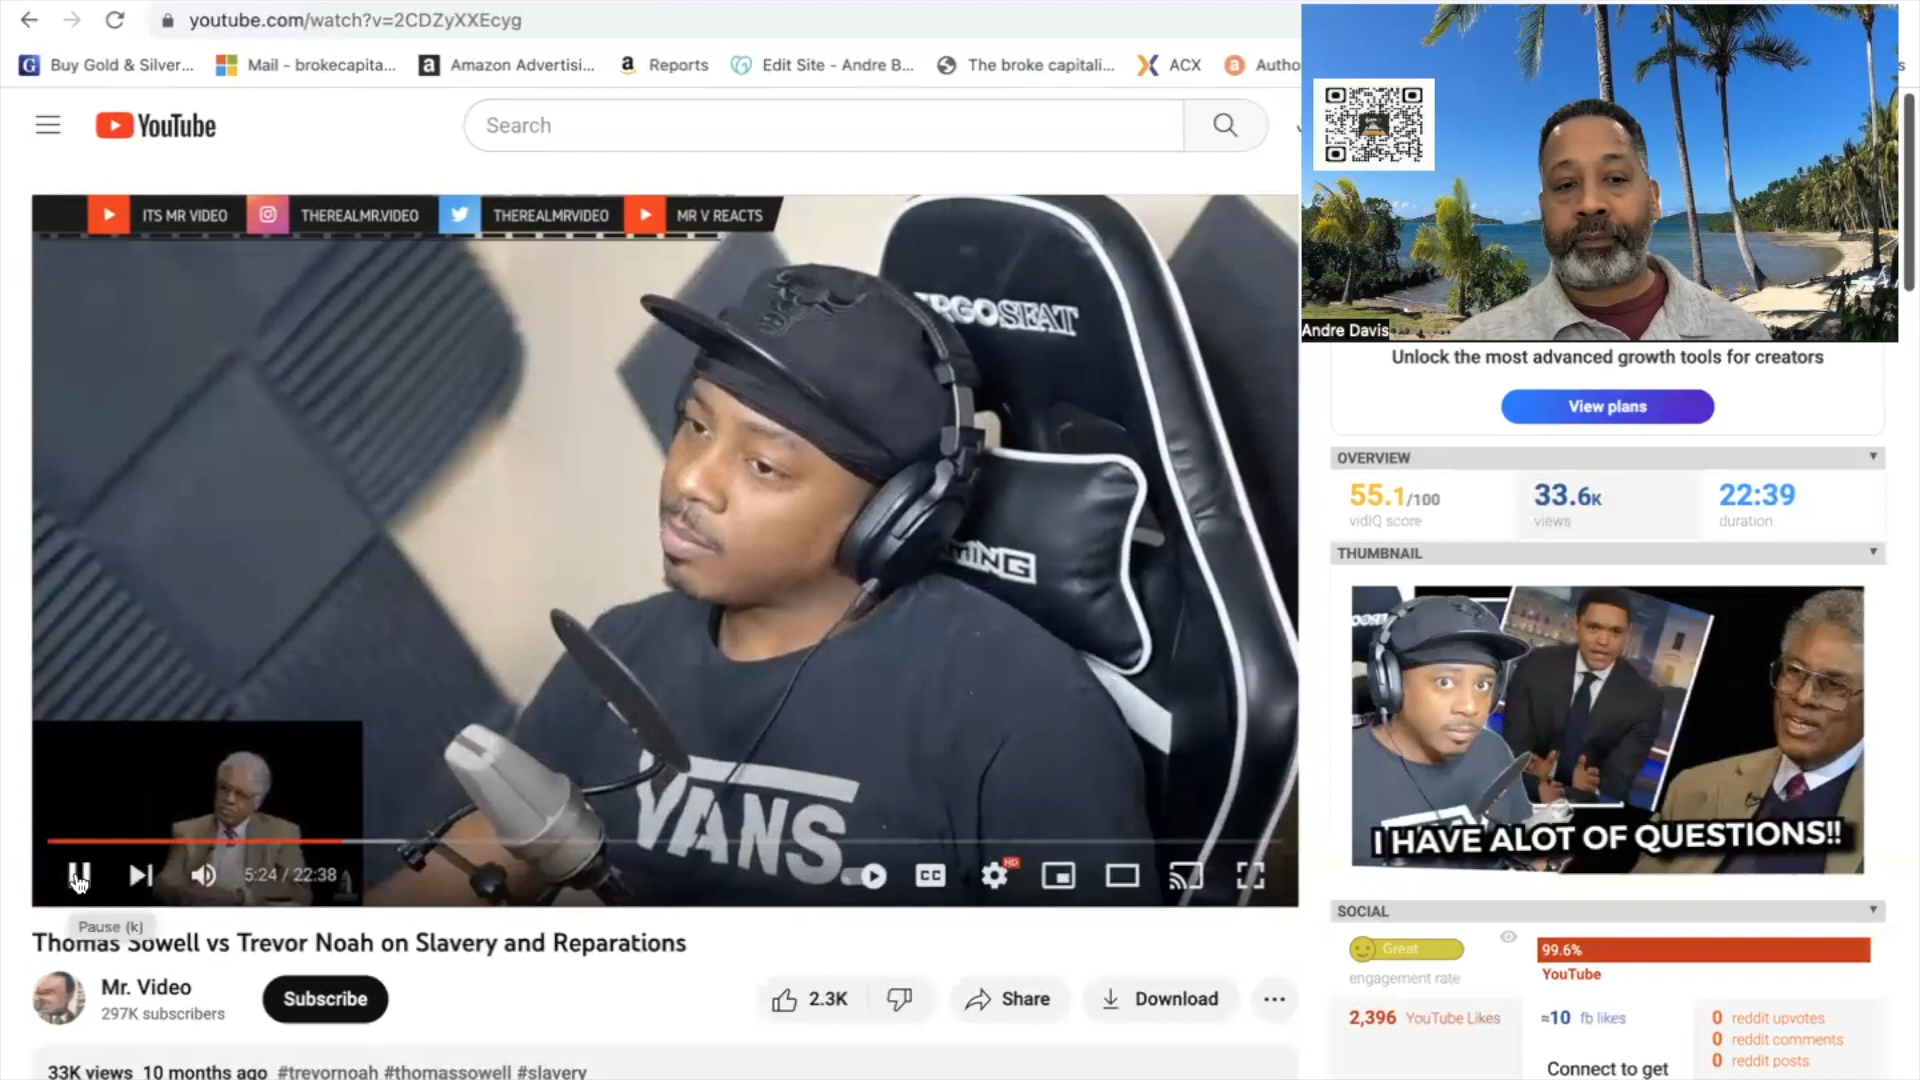 youtube.com/watch?v=2CDZyXXEcyg
G Buy Gold & Silver... Mail - brokecapita... a Amazon Advertisi... a Reports Edit Site - Andre B... The broke capitali... ACX a Autho
YouTube
Search
ITS MR VIDEO THEREALMR.VIDEO THEREALMRVIDEO MR V REACTS
ERGOSEAT
MING
VANS
5:24 / 22:38
CC
HD
Pause (k)
Thomas Sowell vs Trevor Noah on Slavery and Reparations
Mr. Video
297K subscribers
Subscribe
2.3K
Share
Download
33K views 10 months ago #trevornoah #thomassowell #slavery
Andre Davis
Unlock the most advanced growth tools for creators
View plans
OVERVIEW
55.1/100 33.6K 22:39
vidIQ score views duration
THUMBNAIL
I HAVE ALOT OF QUESTIONS!!
SOCIAL
Great
engagement rate
99.6%
YouTube
2,396 YouTube Likes
≈10 fb likes
0 reddit upvotes
0 reddit comments
0 reddit posts
Connect to get